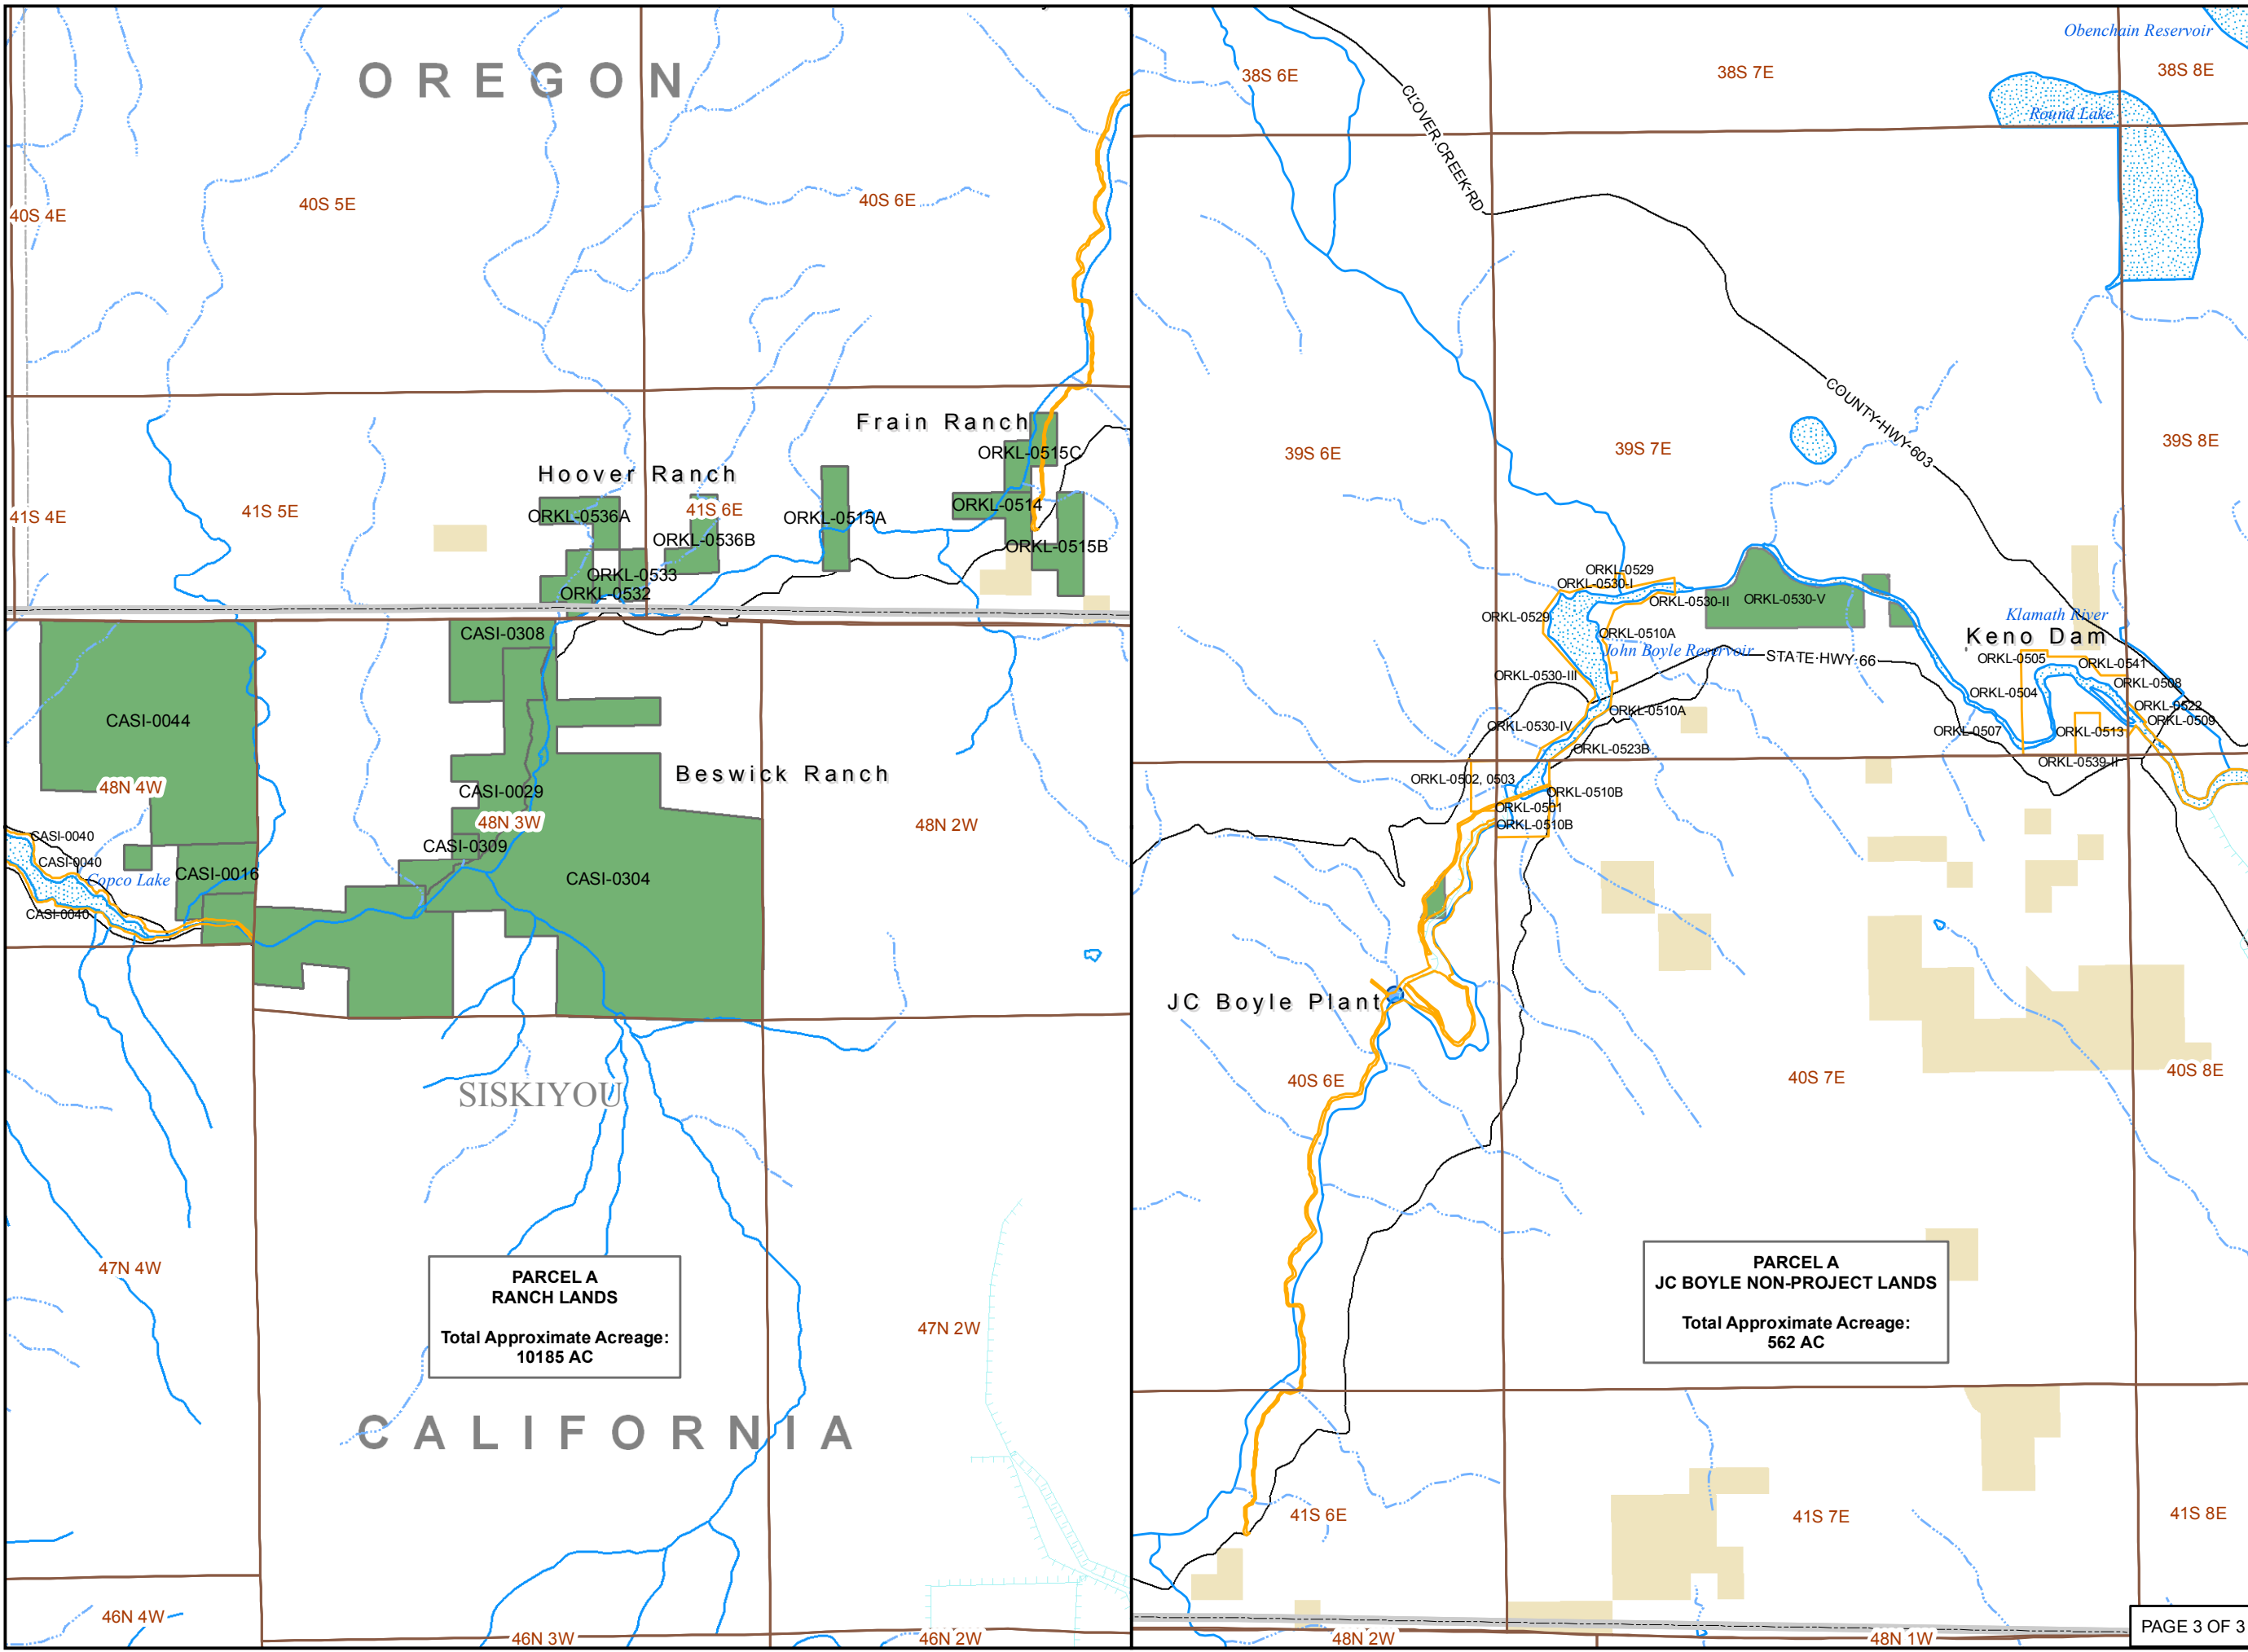 OREGON
40S 4E
40S 5E
40S 6E
Frain Ranch
ORKL-0515C
Hoover Ranch
ORKL-0536A
41S 6E
ORKL-0514
41S 4E
41S 5E
ORKL-0515A
ORKL-0536B
ORKL-0515B
ORKL-0533
ORKL-0532
CASI-0308
CASI-0044
Beswick Ranch
48N 4W
CASI-0029
48N 3W
48N 2W
CASI-0040
CASI-0309
CASI-0040
Copco Lake
CASI-0016
CASI-0304
CASI-0040
SISKIYOU
47N 4W
PARCEL A
RANCH LANDS
Total Approximate Acreage:
10185 AC
47N 2W
CALIFORNIA
46N 4W
46N 3W
46N 2W
Obenchain Reservoir
38S 6E
38S 7E
38S 8E
CLOVER CREEK RD
Round Lake
COUNTY HWY 603
39S 6E
39S 7E
39S 8E
ORKL-0529
ORKL-0530-I
ORKL-0530-II
ORKL-0530-V
ORKL-0529
Klamath River
ORKL-0510A
Keno Dam
John Boyle Reservoir
STATE HWY 66
ORKL-0505
ORKL-0541
ORKL-0530-III
ORKL-0508
ORKL-0504
ORKL-0510A
ORKL-0522
ORKL-0509
ORKL-0530-IV
ORKL-0507
ORKL-0513
ORKL-0523B
ORKL-0539-II
ORKL-0502, 0503
ORKL-0510B
ORKL-0501
ORKL-0510B
JC Boyle Plant
40S 6E
40S 7E
40S 8E
PARCEL A
JC BOYLE NON-PROJECT LANDS
Total Approximate Acreage:
562 AC
41S 6E
41S 7E
41S 8E
48N 2W
48N 1W
PAGE 3 OF 3